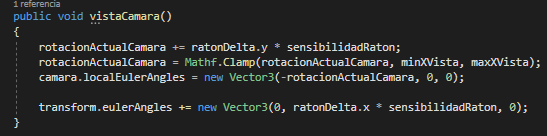 1 referencia
public void vistaCamara()
{
rotacionActualCamara += ratonDelta.y * sensibilidadRaton;
rotacionActualCamara = Mathf.Clamp(rotacionActualCamara, minXVista, maxXVista);
camara.localEulerAngles = new Vector3(-rotacionActualCamara, 0, 0);
transform.eulerAngles += new Vector3(0, ratonDelta.x * sensibilidadRaton, 0);
}